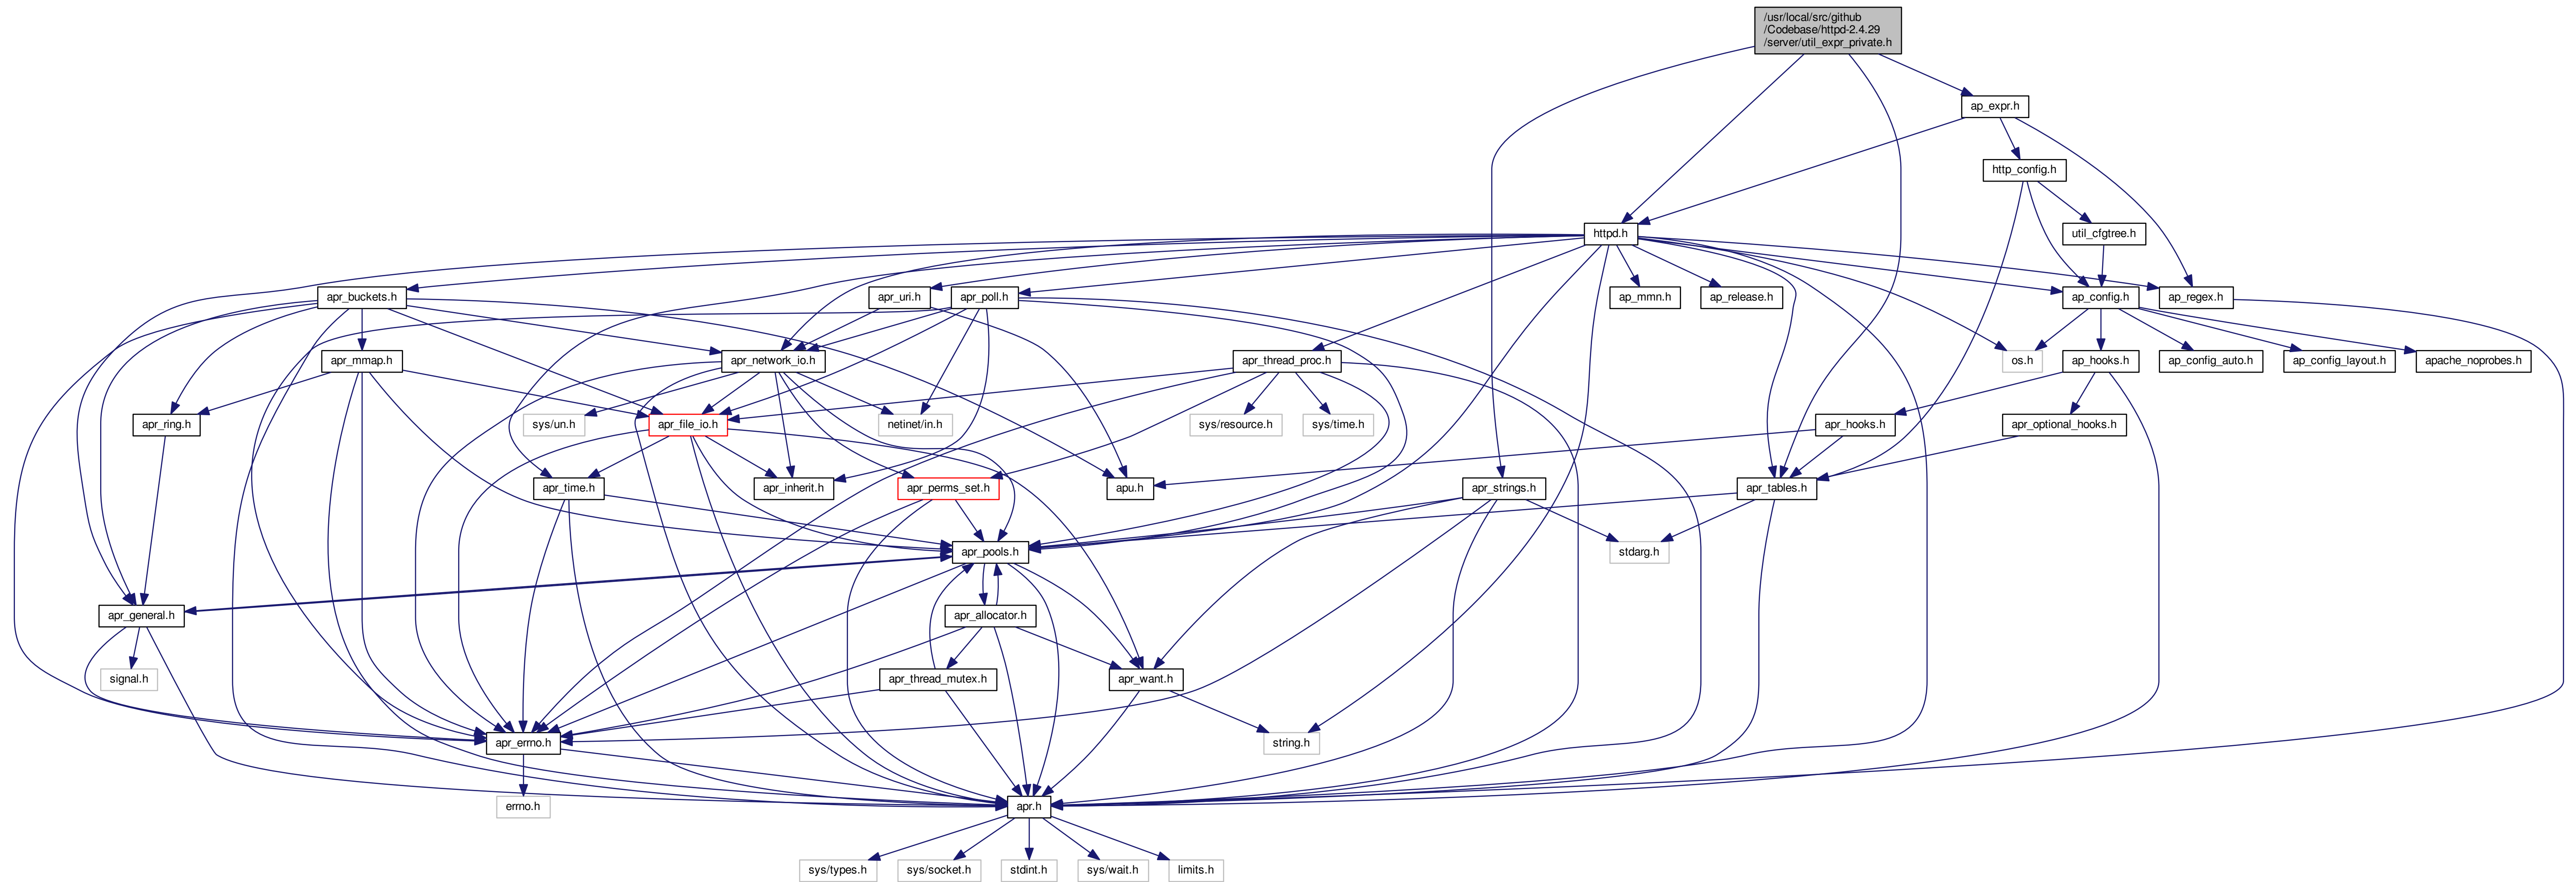 /usr/local/src/github
/Codebase/httpd-2.4.29
/server/util_expr_private.h
ap_expr.h
http_config.h
httpd.h
util_cfgtree.h
apr_buckets.h
apr_uri.h
apr_poll.h
ap_mmn.h
ap_release.h
ap_config.h
ap_regex.h
apr_mmap.h
apr_network_io.h
apr_thread_proc.h
os.h
ap_hooks.h
ap_config_auto.h
ap_config_layout.h
apache_noprobes.h
apr_ring.h
sys/un.h
apr_file_io.h
netinet/in.h
sys/resource.h
sys/time.h
apr_hooks.h
apr_optional_hooks.h
apr_time.h
apr_inherit.h
apr_perms_set.h
apu.h
apr_strings.h
apr_tables.h
apr_pools.h
stdarg.h
apr_general.h
apr_allocator.h
signal.h
apr_thread_mutex.h
apr_want.h
apr_errno.h
string.h
errno.h
apr.h
sys/types.h
sys/socket.h
stdint.h
sys/wait.h
limits.h